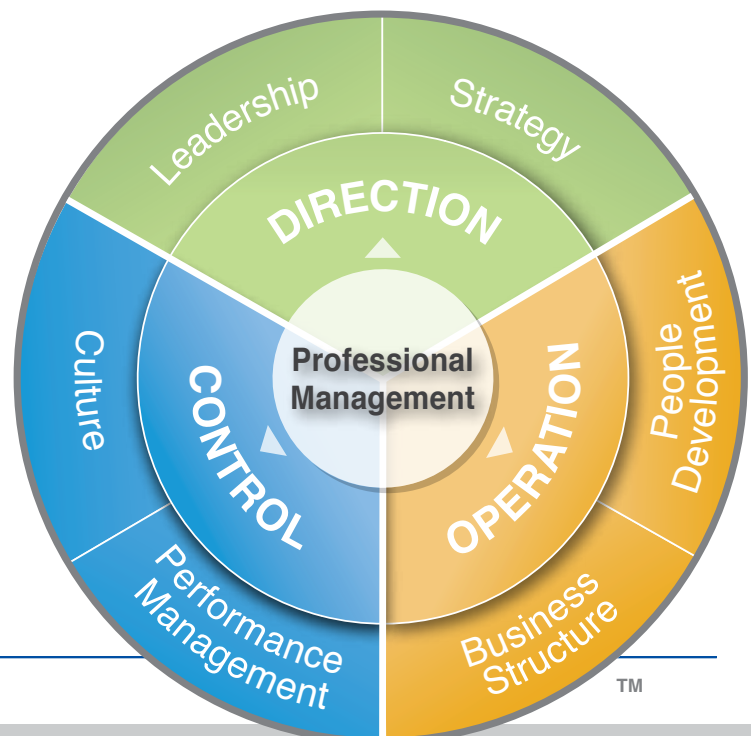 Leadership
Strategy
DIRECTION
Professional
Management
CONTROL
OPERATION
Culture
People
Development
Performance
Management
Business
Structure
TM